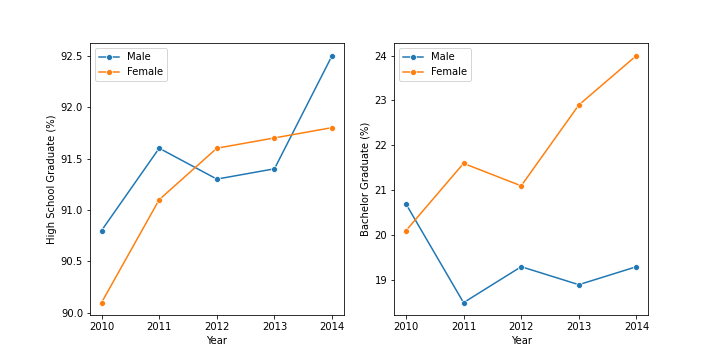 Male
Female
92.5
92.0
91.5
91.0
90.5
90.0
High School Graduate (%)
2010 2011 2012 2013 2014
Year
Male
Female
24
23
22
21
20
19
Bachelor Graduate (%)
2010 2011 2012 2013 2014
Year